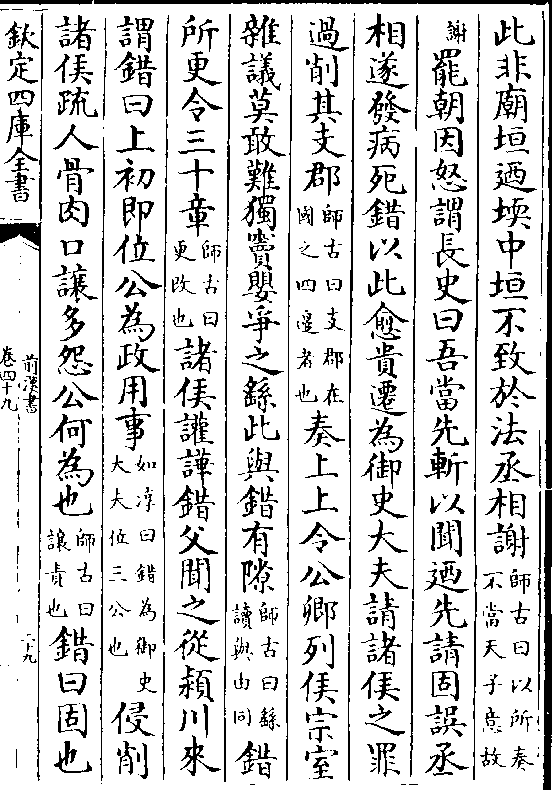 此非廟垣迺堧中垣不致於法丞相謝師古曰以所奏不當天子意故
謝罷朝因怒謂長史曰吾當先斬以聞迺先請固誤丞
相遂發病死錯以此愈貴遷為御史大夫請諸侯之罪
過削其支郡師古曰支郡在國之四邊者也奏上上令公卿列侯宗室
雜議莫敢難獨竇嬰爭之繇此與錯有隙師古曰繇讀與由同錯
所更令三十章師古曰更改也諸侯讙譁錯父聞之從潁川來
謂錯曰上初即位公為政用事如淳曰錯為御史大夫位三公也侵削
諸侯疏人骨肉口讓多怨公何為也師古曰讓責也錯曰固也
欽定四庫全書
前漢書
卷四十九
二十九